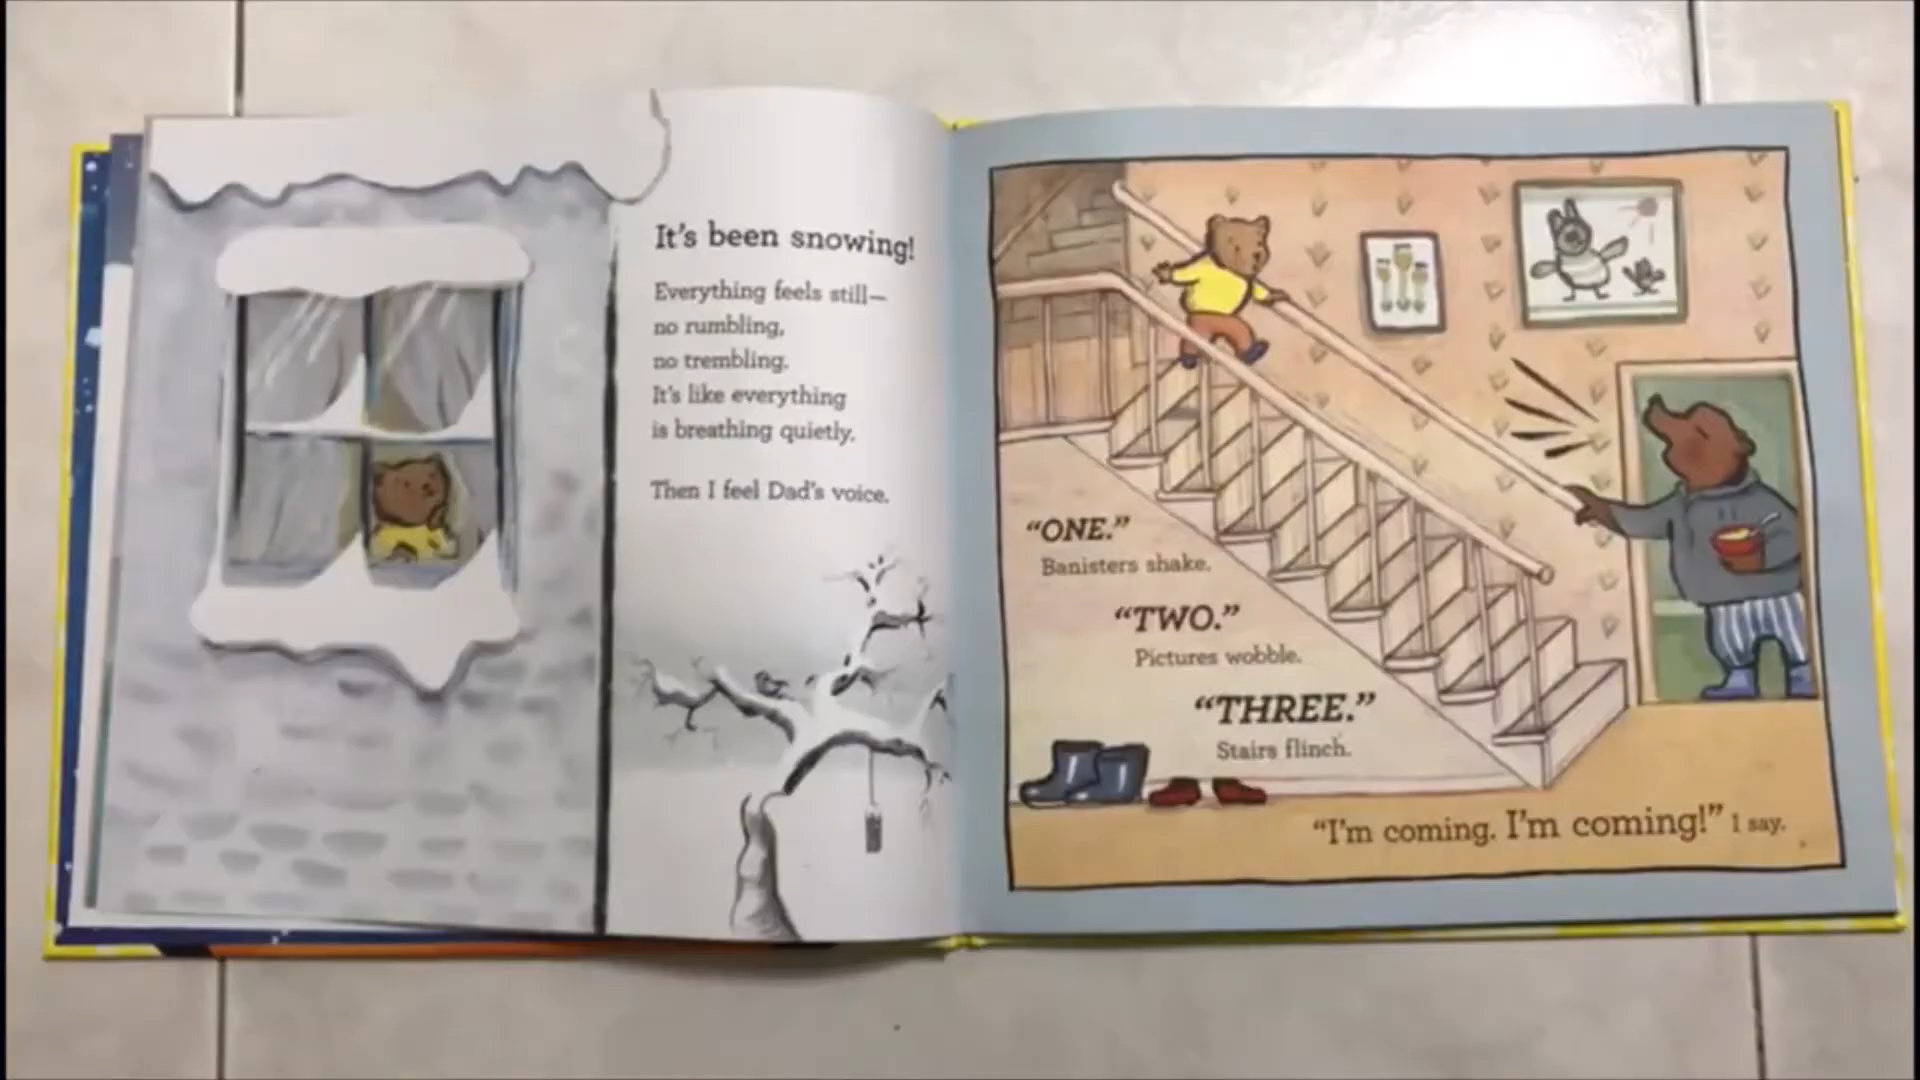 It's been snowing!
Everything feels still—
no rumbling,
no trembling.
It's like everything
is breathing quietly.
Then I feel Dad's voice.
“ONE.”
Banisters shake.
“TWO.”
Pictures wobble.
“THREE.”
Stairs flinch.
“I'm coming. I'm coming!” I say.